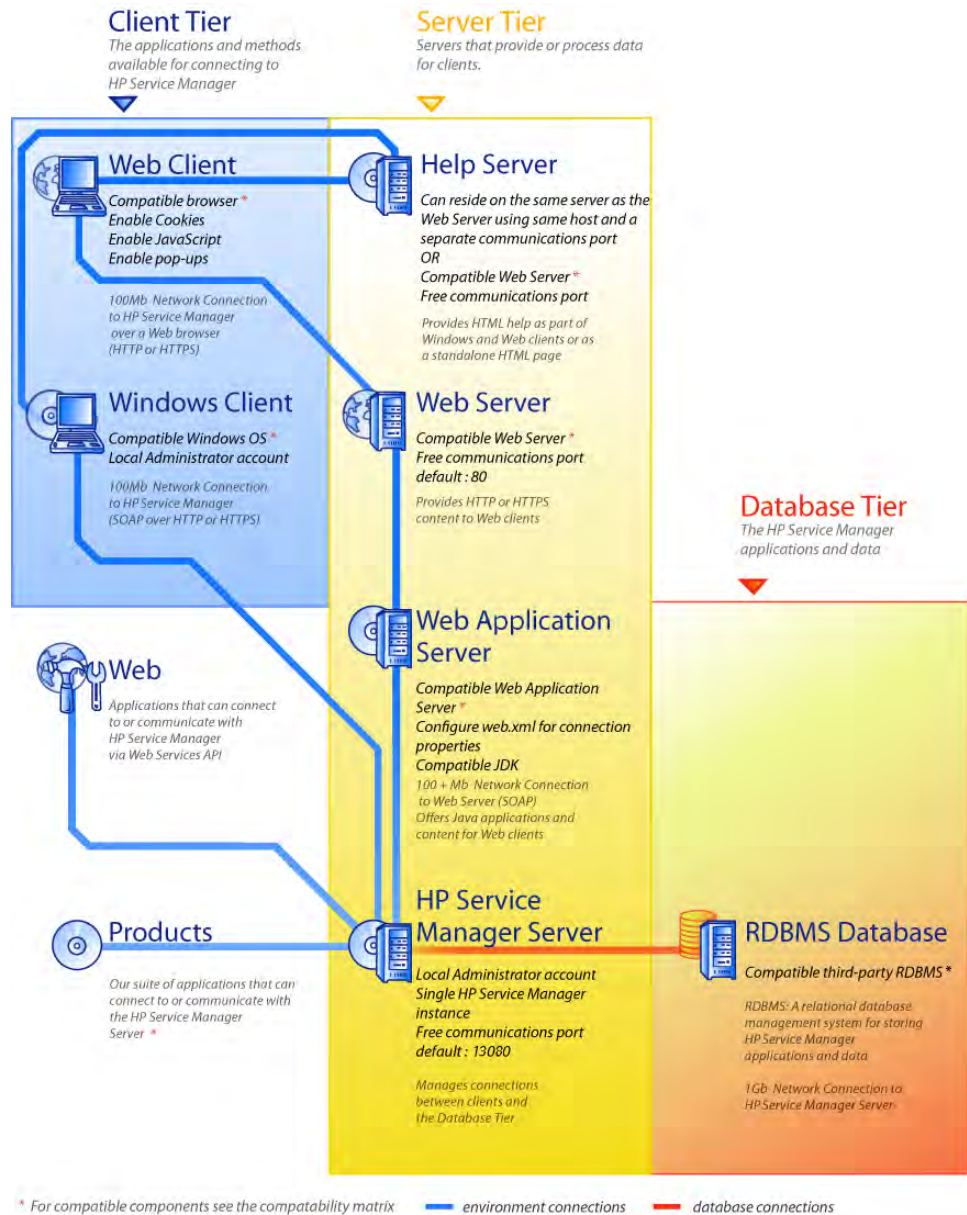 Client Tier
The applications and methods
available for connecting to
HP Service Manager
Server Tier
Servers that provide or process data
for clients.
Web Client
Compatible browser *
Enable Cookies
Enable JavaScript
Enable pop-ups
100Mb Network Connection
to HP Service Manager
over a Web browser
(HTTP or HTTPS)
Help Server
Can reside on the same server as the
Web Server using same host and a
separate communications port
OR
Compatible Web Server *
Free communications port
Provides HTML help as part of
Windows and Web clients or as
a standalone HTML page
Windows Client
Compatible Windows OS *
Local Administrator account
100Mb Network Connection
to HP Service Manager
(SOAP over HTTP or HTTPS)
Web Server
Compatible Web Server *
Free communications port
default : 80
Provides HTTP or HTTPS
content to Web clients
Database Tier
The HP Service Manager
applications and data
Web
Applications that can connect
to or communicate with
HP Service Manager
via Web Services API
Web Application
Server
Compatible Web Application
Server *
Configure web.xml for connection
properties
Compatible JDK
100 + Mb Network Connection
to Web Server (SOAP)
Offers Java applications and
content for Web clients
Products
Our suite of applications that can
connect to or communicate with
the HP Service Manager
Server *
HP Service
Manager Server
Local Administrator account
Single HP Service Manager
instance
Free communications port
default : 13080
Manages connections
between clients and
the Database Tier
RDBMS Database
Compatible third-party RDBMS *
RDBMS: A relational database
management system for storing
HP Service Manager
applications and data
1Gb Network Connection to
HP Service Manager Server
* For compatible components see the compatability matrix
environment connections
database connections